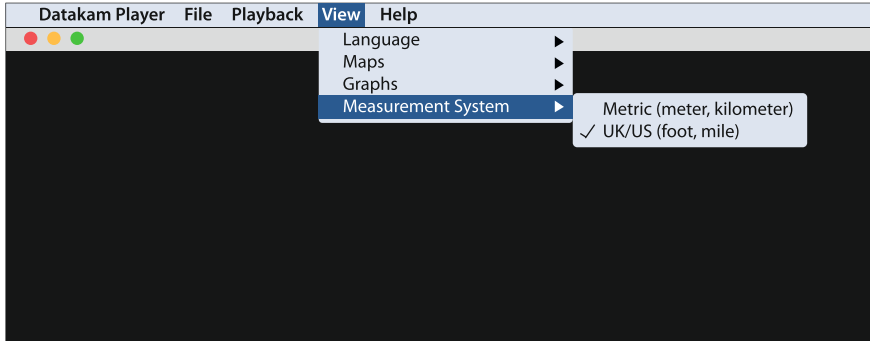 Datakam Player File Playback View Help
Language
Maps
Graphs
Measurement System
Metric (meter, kilometer)
UK/US (foot, mile)